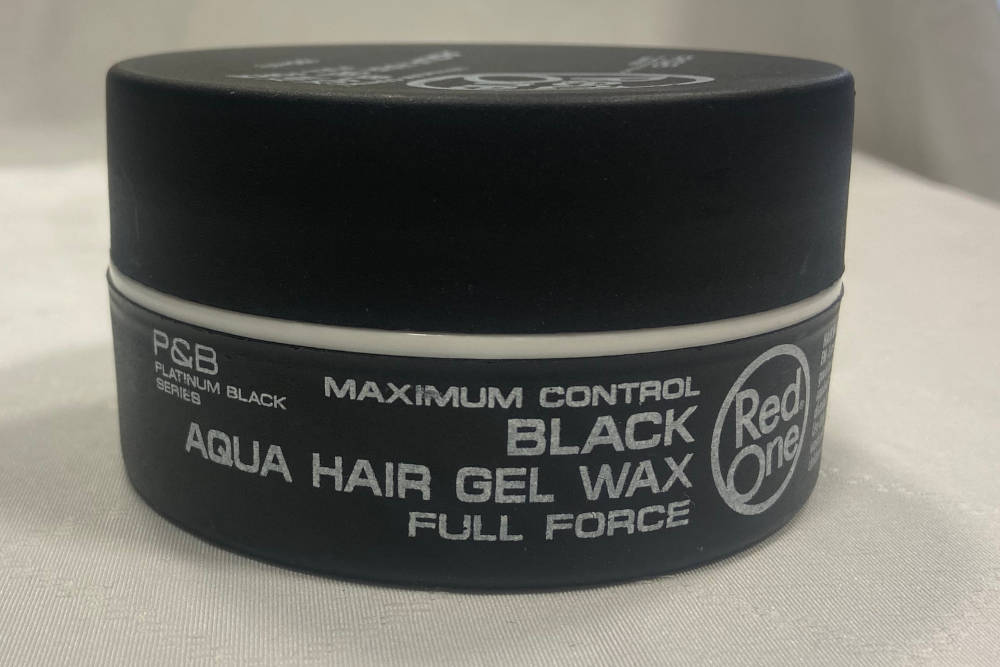 P&B
PLATINUM BLACK
SERIES
MAXIMUM CONTROL
BLACK
AQUA HAIR GEL WAX
FULL FORCE
Red
One